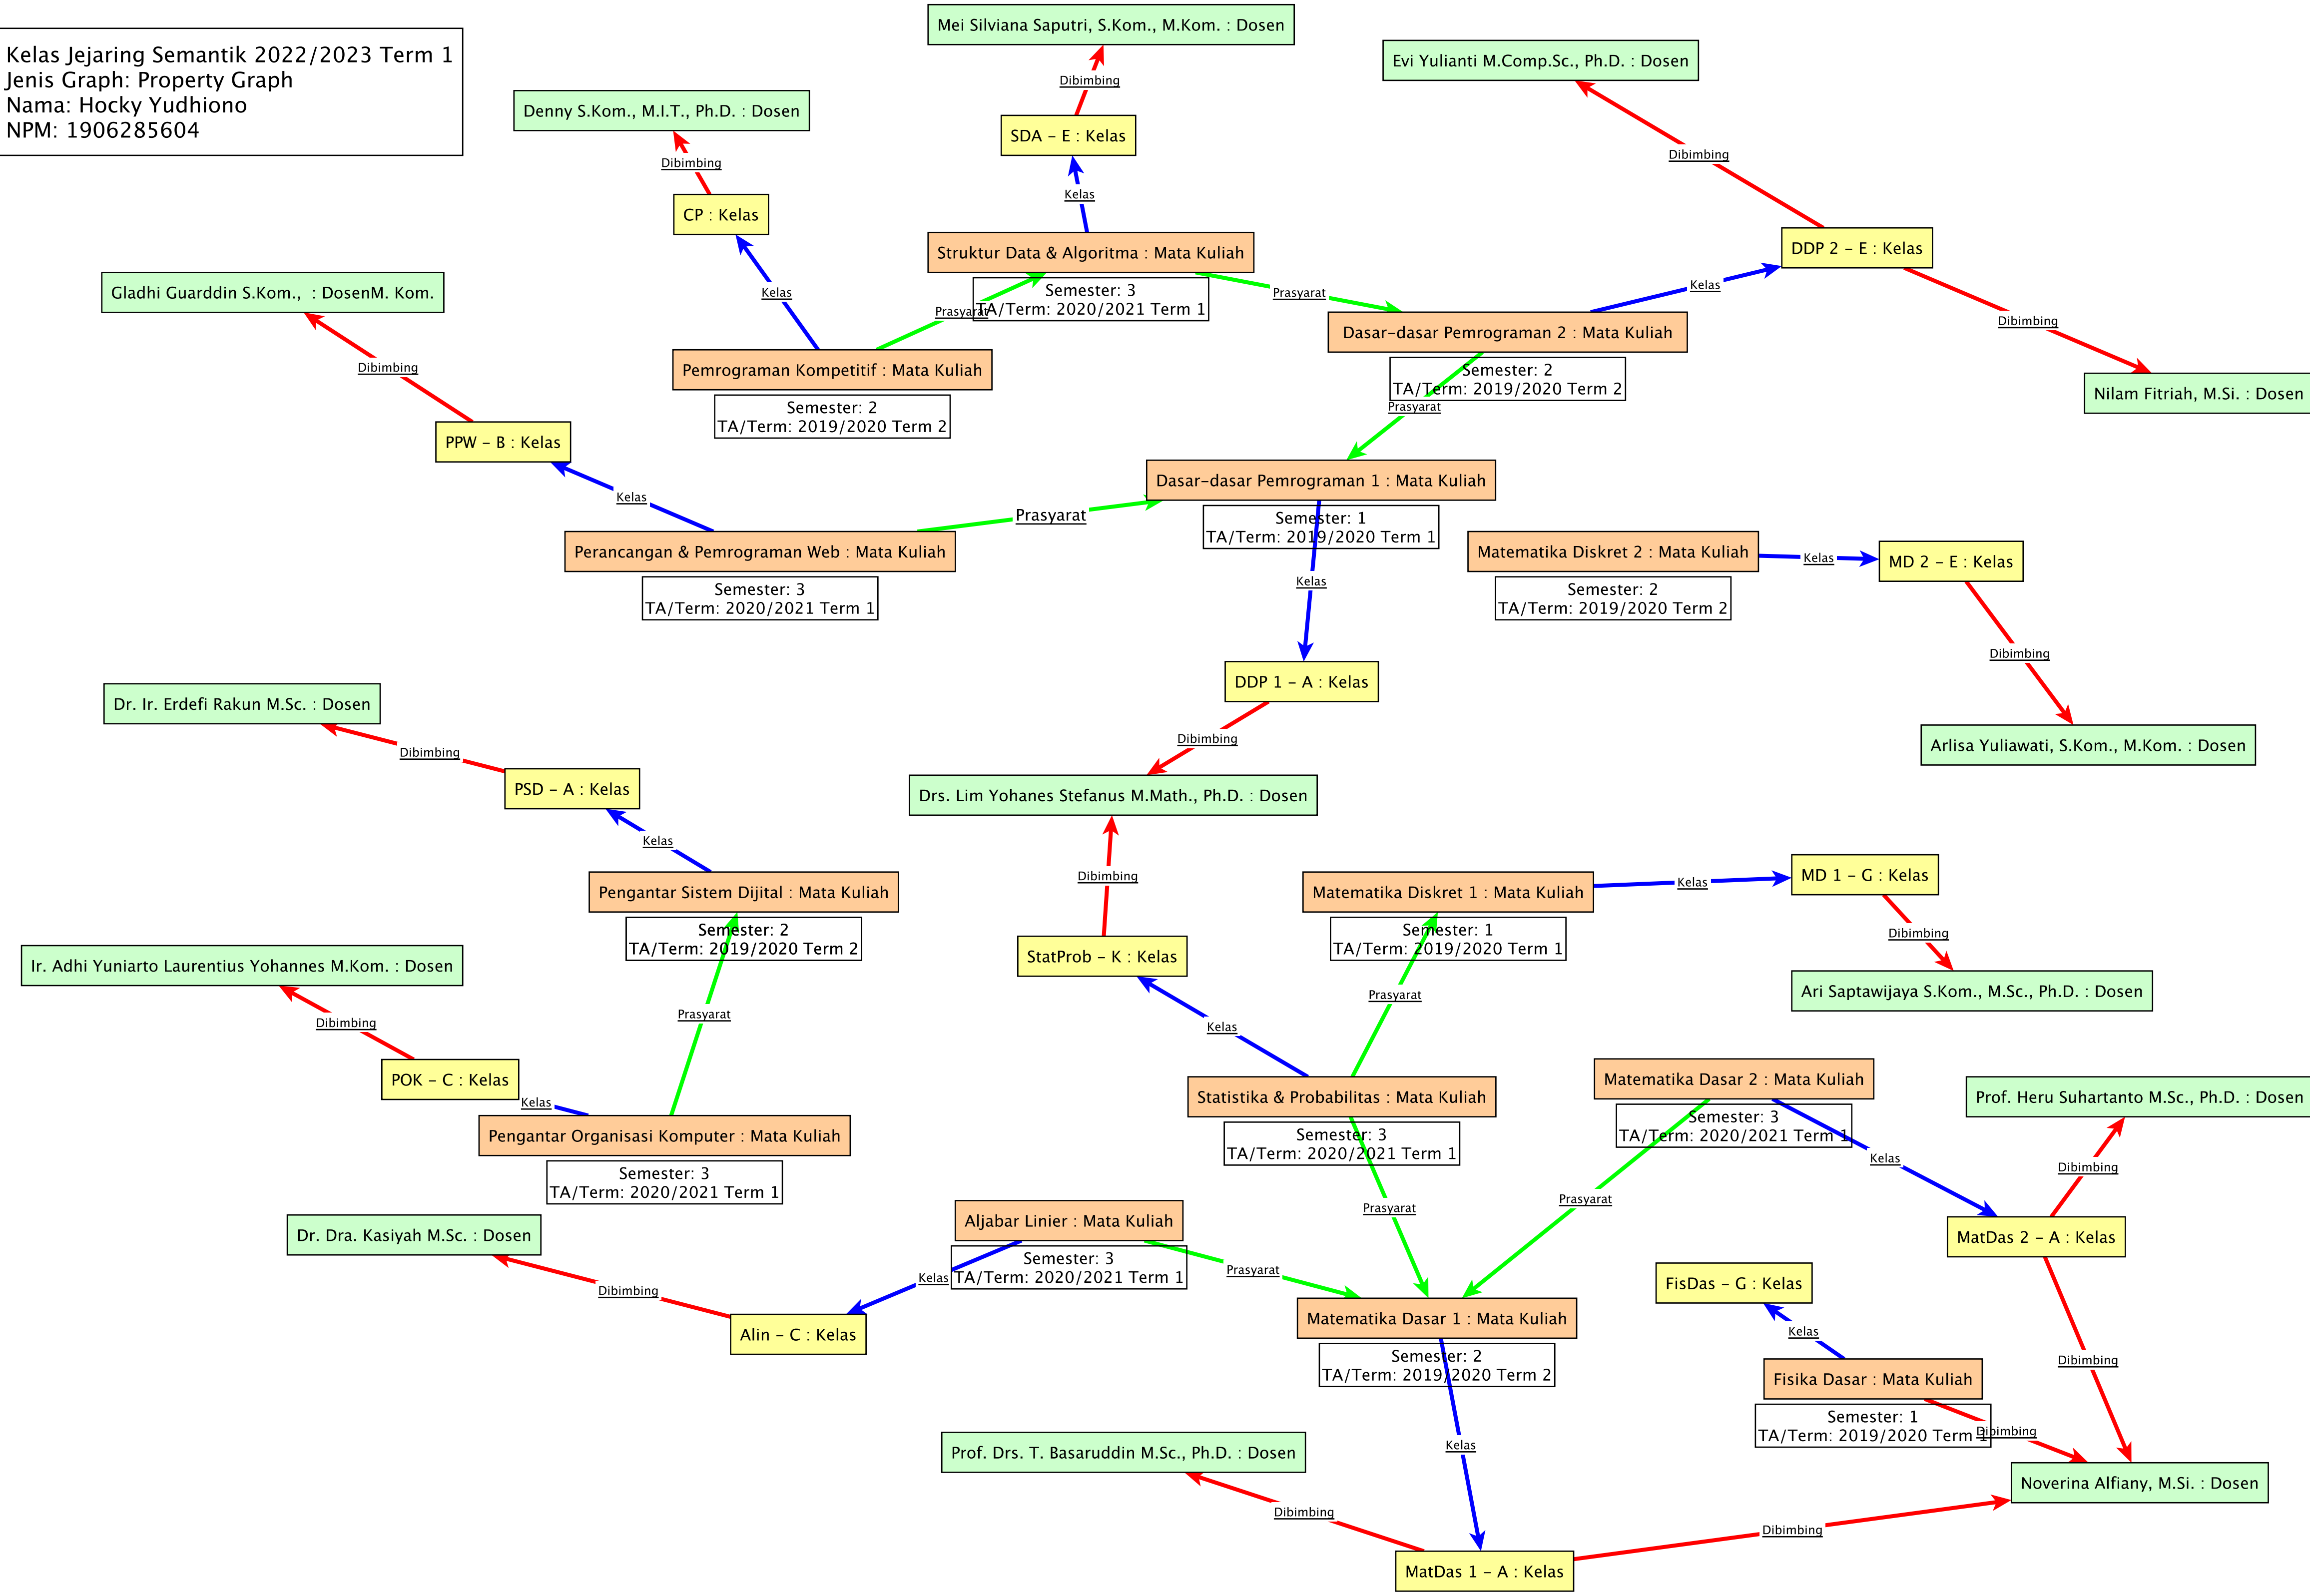 Kelas Jejaring Semantik 2022/2023 Term 1
Jenis Graph: Property Graph
Nama: Hocky Yudhiono
NPM: 1906285604
Mei Silviana Saputri, S.Kom., M.Kom. : Dosen
Evi Yulianti M.Comp.Sc., Ph.D. : Dosen
Dibimbing
Denny S.Kom., M.I.T., Ph.D. : Dosen
SDA - E : Kelas
Dibimbing
Dibimbing
Kelas
CP : Kelas
Struktur Data & Algoritma : Mata Kuliah
Semester: 3
TA/Term: 2020/2021 Term 1
DDP 2 - E : Kelas
Kelas
Kelas
Prasyarat
Prasyarat
Gladhi Guarddin S.Kom.,  : DosenM. Kom.
Dibimbing
Dasar-dasar Pemrograman 2 : Mata Kuliah
Semester: 2
TA/Term: 2019/2020 Term 2
Dibimbing
Pemrograman Kompetitif : Mata Kuliah
Semester: 2
TA/Term: 2019/2020 Term 2
Nilam Fitriah, M.Si. : Dosen
Prasyarat
PPW - B : Kelas
Dasar-dasar Pemrograman 1 : Mata Kuliah
Semester: 1
TA/Term: 2019/2020 Term 1
Kelas
Prasyarat
Perancangan & Pemrograman Web : Mata Kuliah
Semester: 3
TA/Term: 2020/2021 Term 1
Matematika Diskret 2 : Mata Kuliah
Semester: 2
TA/Term: 2019/2020 Term 2
Kelas
MD 2 - E : Kelas
Kelas
Dibimbing
DDP 1 - A : Kelas
Dr. Ir. Erdefi Rakun M.Sc. : Dosen
Dibimbing
Dibimbing
Arlisa Yuliawati, S.Kom., M.Kom. : Dosen
PSD - A : Kelas
Drs. Lim Yohanes Stefanus M.Math., Ph.D. : Dosen
Kelas
Dibimbing
Pengantar Sistem Dijital : Mata Kuliah
Semester: 2
TA/Term: 2019/2020 Term 2
Matematika Diskret 1 : Mata Kuliah
Semester: 1
TA/Term: 2019/2020 Term 1
Kelas
MD 1 - G : Kelas
Dibimbing
StatProb - K : Kelas
Ir. Adhi Yuniarto Laurentius Yohannes M.Kom. : Dosen
Ari Saptawijaya S.Kom., M.Sc., Ph.D. : Dosen
Prasyarat
Dibimbing
Prasyarat
Kelas
POK - C : Kelas
Kelas
Statistika & Probabilitas : Mata Kuliah
Semester: 3
TA/Term: 2020/2021 Term 1
Matematika Dasar 2 : Mata Kuliah
Semester: 3
TA/Term: 2020/2021 Term 1
Prof. Heru Suhartanto M.Sc., Ph.D. : Dosen
Pengantar Organisasi Komputer : Mata Kuliah
Semester: 3
TA/Term: 2020/2021 Term 1
Kelas
Dibimbing
Prasyarat
Prasyarat
Aljabar Linier : Mata Kuliah
Semester: 3
TA/Term: 2020/2021 Term 1
Dr. Dra. Kasiyah M.Sc. : Dosen
MatDas 2 - A : Kelas
Prasyarat
Kelas
Dibimbing
FisDas - G : Kelas
Matematika Dasar 1 : Mata Kuliah
Semester: 2
TA/Term: 2019/2020 Term 2
Alin - C : Kelas
Kelas
Dibimbing
Fisika Dasar : Mata Kuliah
Semester: 1
TA/Term: 2019/2020 Term 1
Dibimbing
Prof. Drs. T. Basaruddin M.Sc., Ph.D. : Dosen
Kelas
Noverina Alfiany, M.Si. : Dosen
Dibimbing
Dibimbing
MatDas 1 - A : Kelas